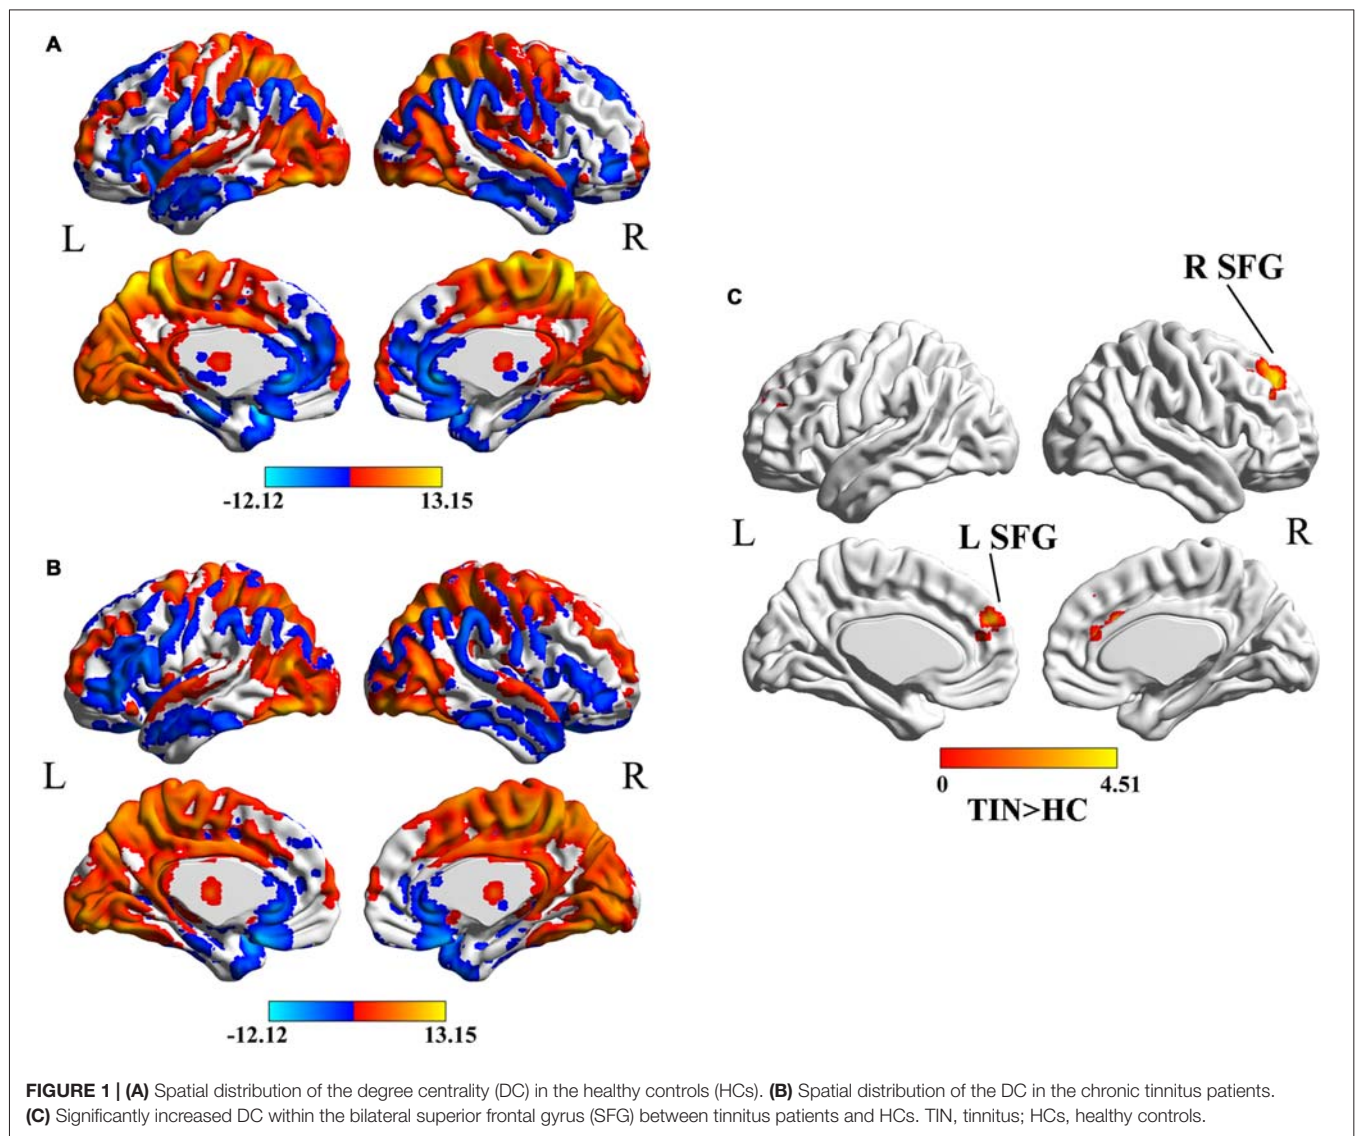 A
L
R
-12.12
13.15
B
L
R
-12.12
13.15
C
R SFG
L
R
L SFG
0
4.51
TIN>HC
FIGURE 1 | (A) Spatial distribution of the degree centrality (DC) in the healthy controls (HCs). (B) Spatial distribution of the DC in the chronic tinnitus patients.
(C) Significantly increased DC within the bilateral superior frontal gyrus (SFG) between tinnitus patients and HCs. TIN, tinnitus; HCs, healthy controls.